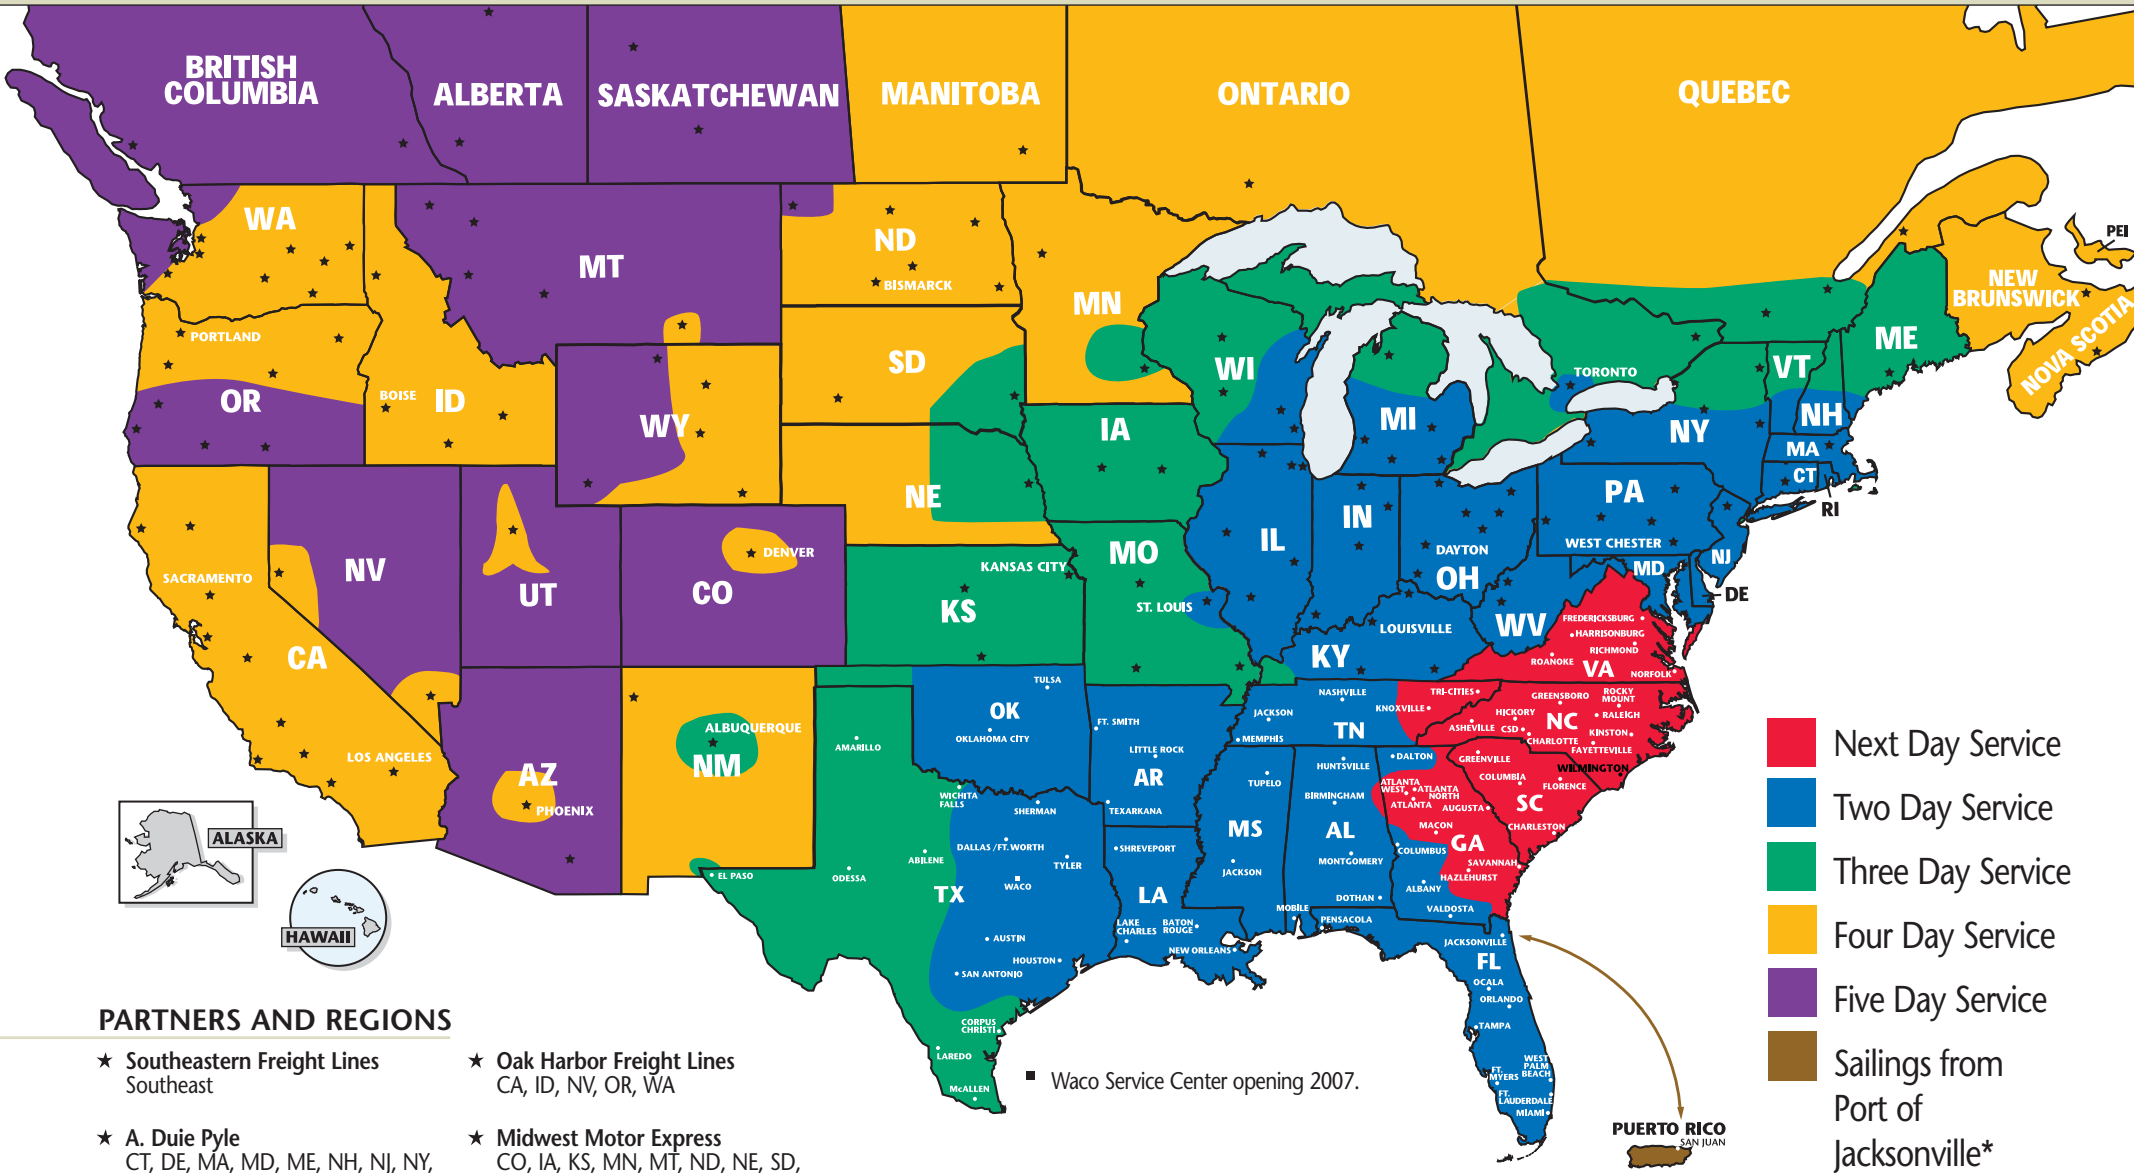 BRITISH
COLUMBIA
ALBERTA
SASKATCHEWAN
MANITOBA
ONTARIO
QUEBEC
WA
MT
ND
BISMARCK
MN
PEI
NEW
BRUNSWICK
NOVA SCOTIA
ME
PORTLAND
OR
BOISE
ID
WY
SD
WI
MI
TORONTO
VT
NH
NY
MA
CT
RI
IA
NE
PA
WEST CHESTER
NJ
MD
DE
IL
IN
DAYTON
OH
WV
SACRAMENTO
NV
UT
DENVER
CO
KANSAS CITY
KS
MO
ST. LOUIS
LOUISVILLE
KY
FREDERICKSBURG
HARRISONBURG
RICHMOND
ROANOKE
VA
NORFOLK
CA
LOS ANGELES
AZ
PHOENIX
ALBUQUERQUE
NM
TULSA
OK
OKLAHOMA CITY
AMARILLO
FT. SMITH
LITTLE ROCK
AR
TEXARKANA
NASHVILLE
JACKSON
TN
MEMPHIS
KNOXVILLE
TRI-CITIES
GREENSBORO
ROCKY
MOUNT
HICKORY
NC
RALEIGH
ASHEVILLE
CSD
CHARLOTTE
KINSTON
FAYETTEVILLE
WILMINGTON
GREENVILLE
COLUMBIA
FLORENCE
SC
CHARLESTON
DALTON
ATLANTA
WEST
ATLANTA
NORTH
ATLANTA
AUGUSTA
MACON
GA
COLUMBUS
SAVANNAH
HAZLEHURST
ALBANY
VALDOSTA
HUNTSVILLE
BIRMINGHAM
AL
MONTGOMERY
DOTHAN
MOBILE
TUPELO
MS
JACKSON
WICHITA
FALLS
SHERMAN
DALLAS /FT. WORTH
ABILENE
TYLER
ODESSA
WACO
EL PASO
TX
SHREVEPORT
LA
LAKE
CHARLES
BATON
ROUGE
NEW ORLEANS
AUSTIN
HOUSTON
SAN ANTONIO
CORPUS
CHRISTI
LAREDO
McALLEN
PENSACOLA
JACKSONVILLE
FL
OCALA
ORLANDO
TAMPA
WEST
PALM
BEACH
FT.
MYERS
FT.
LAUDERDALE
MIAMI
ALASKA
HAWAII
PUERTO RICO
SAN JUAN
Next Day Service
Two Day Service
Three Day Service
Four Day Service
Five Day Service
Sailings from
Port of
Jacksonville*
Waco Service Center opening 2007.
PARTNERS AND REGIONS
Southeastern Freight Lines
Southeast
Oak Harbor Freight Lines
CA, ID, NV, OR, WA
A. Duie Pyle
CT, DE, MA, MD, ME, NH, NJ, NY,
Midwest Motor Express
CO, IA, KS, MN, MT, ND, NE, SD,